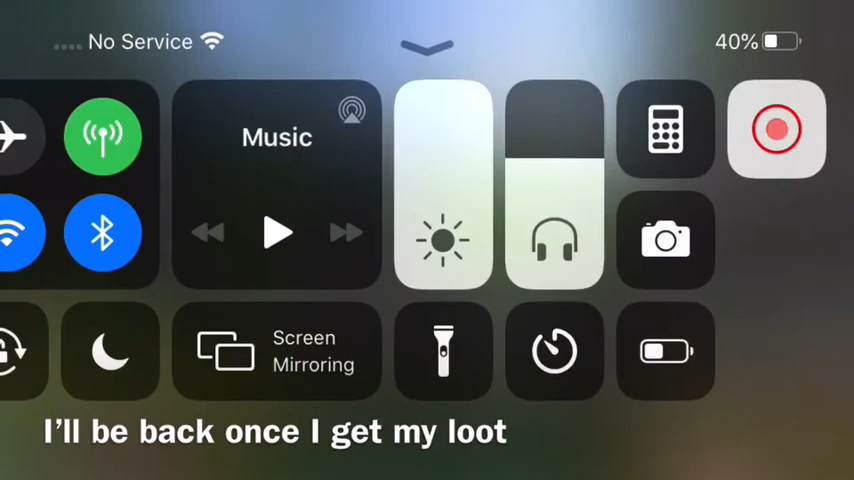 No Service
40%
Music
Screen
Mirroring
I'll be back once I get my loot